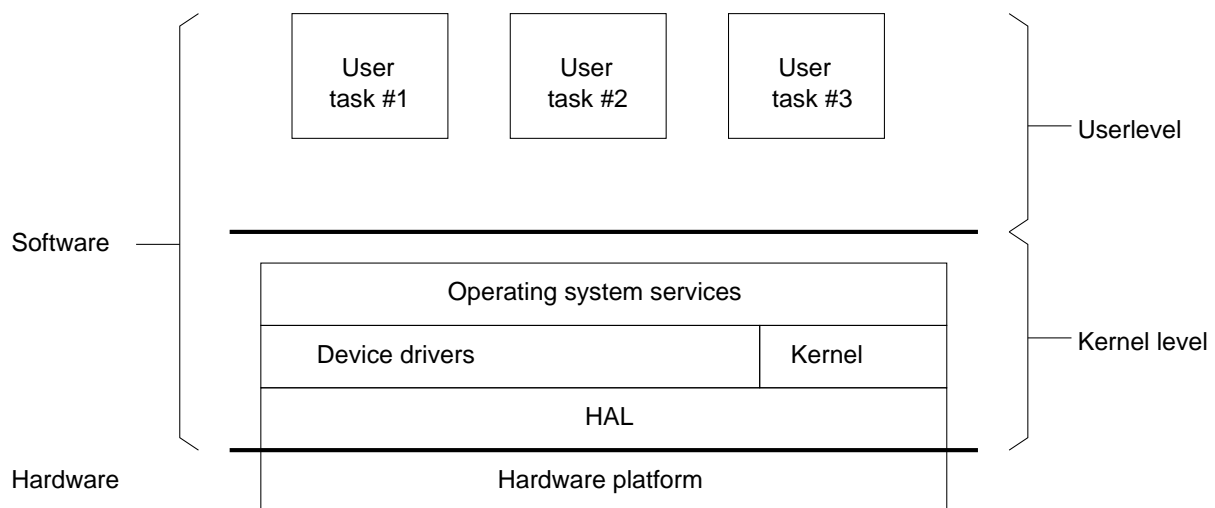 User
task #1
User
task #2
User
task #3
Userlevel
Software
Operating system services
Device drivers
Kernel
Kernel level
HAL
Hardware
Hardware platform